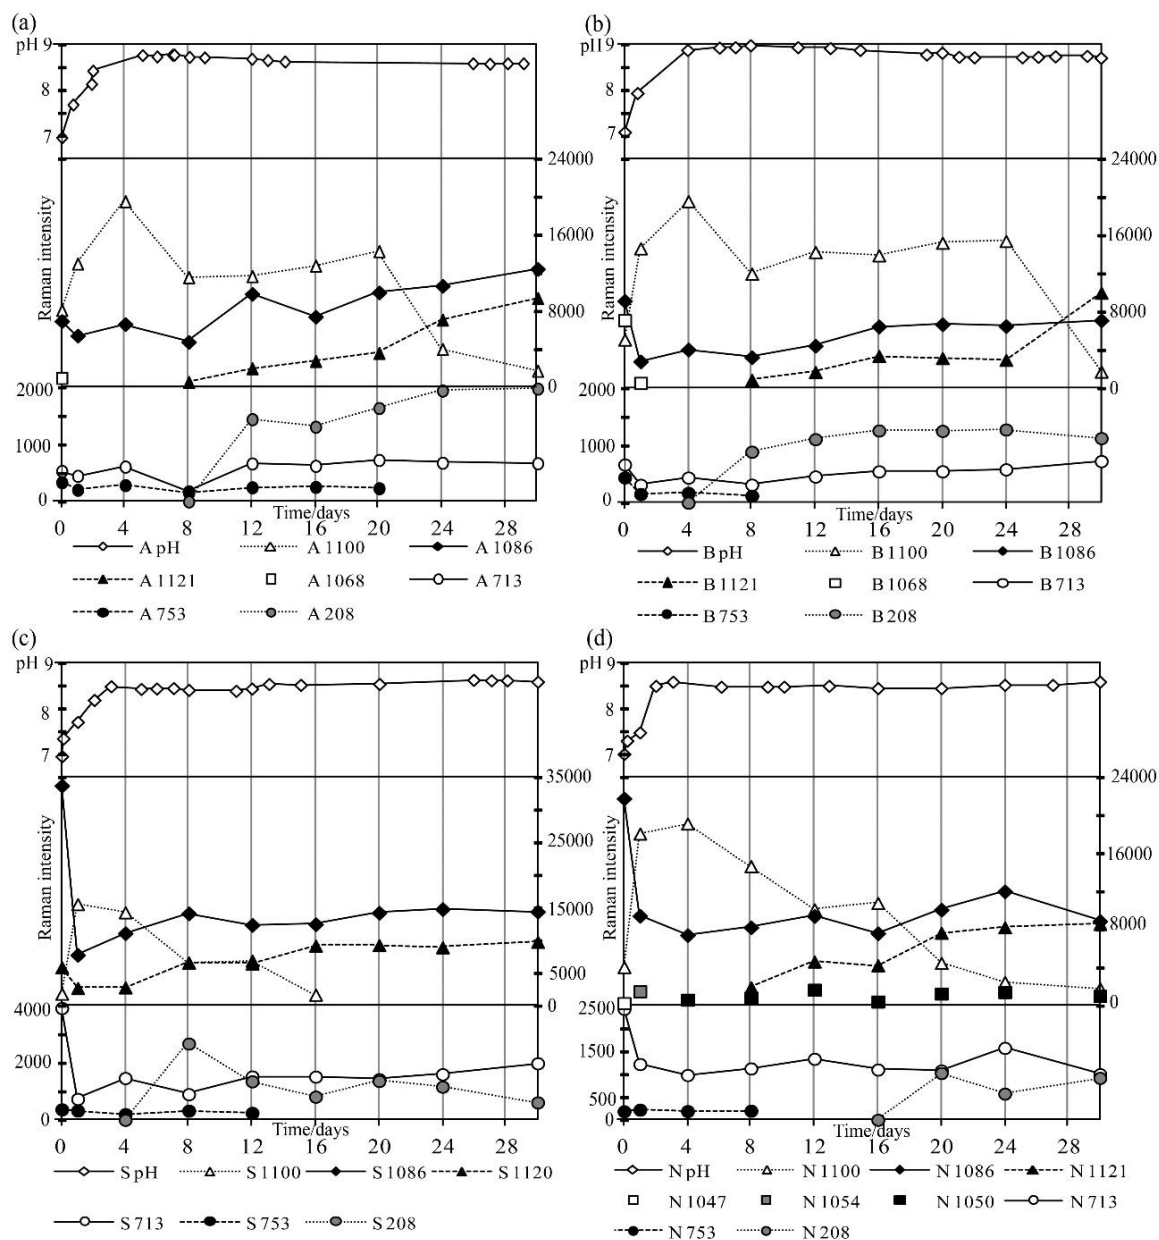 (a)
pH 9
8
7
24000
16000
8000
0
Raman intensity
2000
1000
0
0 4 8 12 16 20 24 28
Time/days
A pH A 1100 A 1086
A 1121 A 1068 A 713
A 753 A 208
(b)
pH 9
8
7
24000
16000
8000
0
Raman intensity
2000
1000
0
0 4 8 12 16 20 24 28
Time/days
B pH B 1100 B 1086
B 1121 B 1068 B 713
B 753 B 208
(c)
pH 9
8
7
35000
25000
15000
5000
0
Raman intensity
4000
2000
0
0 4 8 12 16 20 24 28
Time/days
S pH S 1100 S 1086 S 1120
S 713 S 753 S 208
(d)
pH 9
8
7
24000
16000
8000
0
Raman intensity
2500
1500
500
0
0 4 8 12 16 20 24 28
Time/days
N pH N 1100 N 1086 N 1121
N 1047 N 1054 N 1050 N 713
N 753 N 208